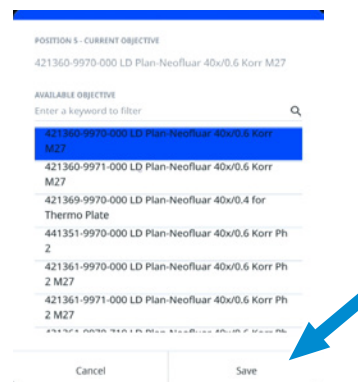 POSITION 5 - CURRENT OBJECTIVE
421360-9970-000 LD Plan-Neofluar 40x/0.6 Korr M27
AVAILABLE OBJECTIVE
Enter a keyword to filter
421360-9970-000 LD Plan-Neofluar 40x/0.6 Korr
M27
421360-9971-000 LD Plan-Neofluar 40x/0.6 Korr
M27
421369-9970-000 LD Plan-Neofluar 40x/0.4 for
Thermo Plate
441351-9970-000 LD Plan-Neofluar 40x/0.6 Korr Ph
2
421361-9970-000 LD Plan-Neofluar 40x/0.6 Korr Ph
2 M27
421361-9971-000 LD Plan-Neofluar 40x/0.6 Korr Ph
2 M27
Cancel
Save